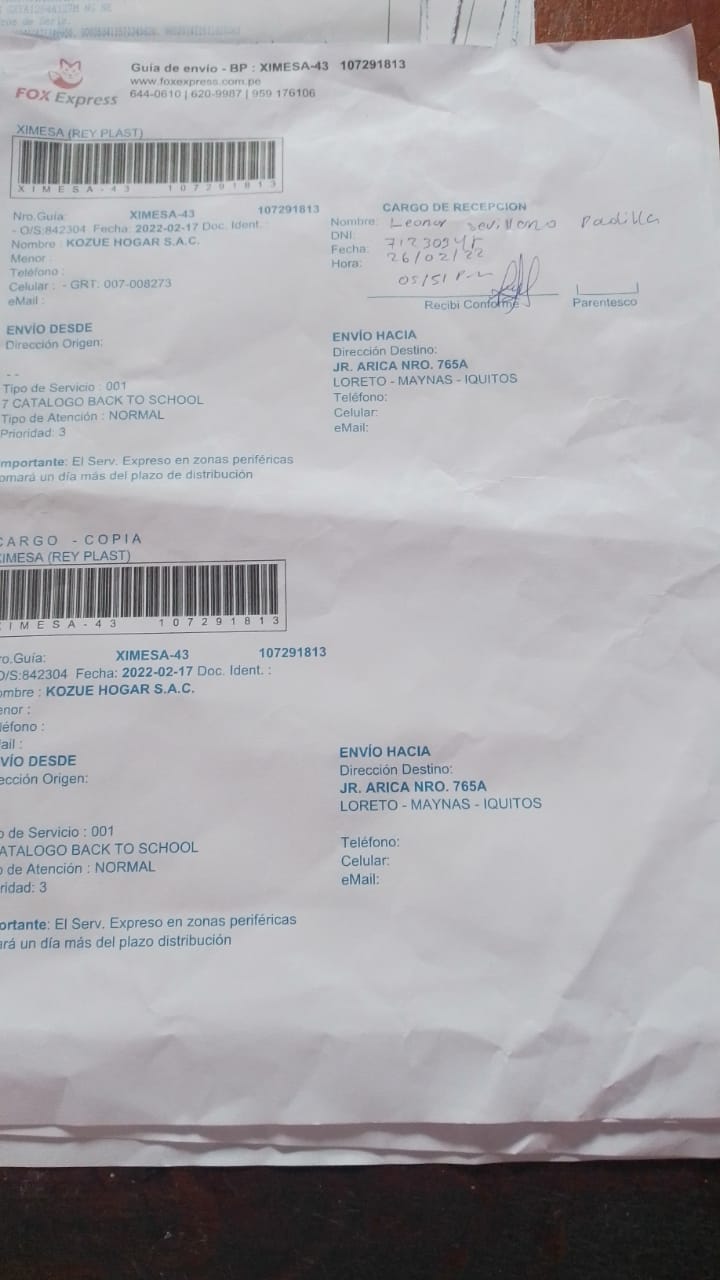 FOX Express
Guía de envío - BP : XIMESA-43 107291813
www.foxexpress.com.pe
644-0610 | 620-9987 | 959 176106
XIMESA (REY PLAST)
XIMESA-43 107291813
Nro.Guía: XIMESA-43 107291813
- O/S:842304 Fecha: 2022-02-17 Doc. Ident. :
Nombre : KOZUE HOGAR S.A.C.
Menor :
Teléfono :
Celular : - GRT: 007-008273
eMail :
CARGO DE RECEPCION
Nombre: Leonor Sevillano Padilla
DNI:
Fecha: 26/02/22
Hora: 05/51 P.M
Recibi Conforme Parentesco
ENVÍO DESDE
Dirección Origen:
- -
Tipo de Servicio : 001
7 CATALOGO BACK TO SCHOOL
Tipo de Atención : NORMAL
Prioridad: 3
ENVÍO HACIA
Dirección Destino:
JR. ARICA NRO. 765A
LORETO - MAYNAS - IQUITOS
Teléfono:
Celular:
eMail:
mportante: El Serv. Expreso en zonas periféricas
omará un día más del plazo de distribución
CARGO - COPIA
XIMESA (REY PLAST)
XIMESA-43 107291813
ro.Guía: XIMESA-43 107291813
O/S:842304 Fecha: 2022-02-17 Doc. Ident. :
ombre : KOZUE HOGAR S.A.C.
enor :
léfono :
ail :
VÍO DESDE
ección Origen:
o de Servicio : 001
ATALOGO BACK TO SCHOOL
o de Atención : NORMAL
ridad: 3
ENVÍO HACIA
Dirección Destino:
JR. ARICA NRO. 765A
LORETO - MAYNAS - IQUITOS
Teléfono:
Celular:
eMail:
ortante: El Serv. Expreso en zonas periféricas
ará un día más del plazo distribución